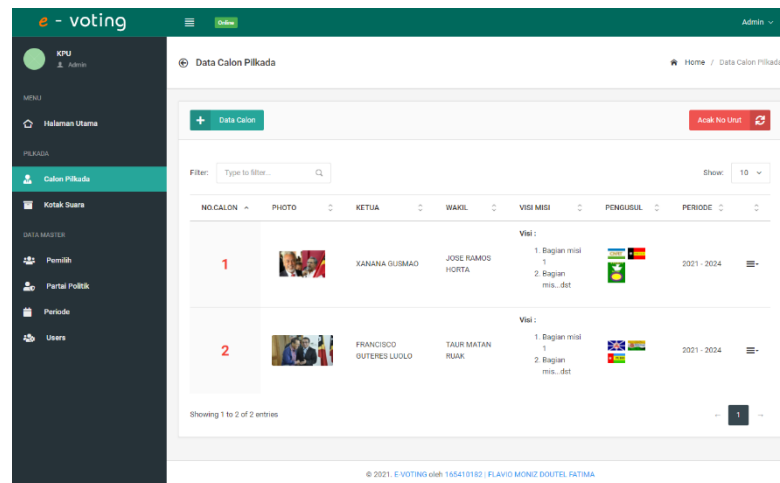 e - voting
Online
Admin
KPU
Admin
Data Calon Pilkada
Home / Data Calon Pilkada
MENU
Halaman Utama
PILKADA
Calon Pilkada
Kotak Suara
DATA MASTER
Pemilih
Partai Politik
Periode
Users
Data Calon
Acak No Urut
Filter: Type to filter...
Show: 10
NO.CALON PHOTO KETUA WAKIL VISI MISI PENGUSUL PERIODE
1 XANANA GUSMAO JOSE RAMOS HORTA Visi : 2021 - 2024
1. Bagian misi
1
2. Bagian
mis...dst
2 FRANCISCO GUTERES LUOLO TAUR MATAN RUAK Visi : 2021 - 2024
1. Bagian misi
1
2. Bagian
mis...dst
Showing 1 to 2 of 2 entries
← 1 →
© 2021. E-VOTING oleh 165410182 | FLAVIO MONIZ DOUTEL FATIMA